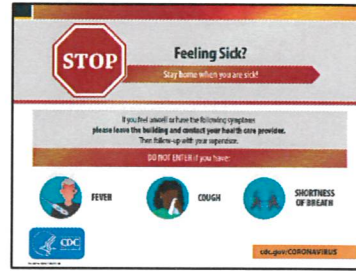 STOP
Feeling Sick?
Stay home when you are sick!
If you feel unwell or have the following symptoms
please leave the building and contact your health care provider.
Then follow-up with your supervisor.
DO NOT ENTER if you have:
FEVER
COUGH
SHORTNESS
OF BREATH
CDC
cdc.gov/CORONAVIRUS